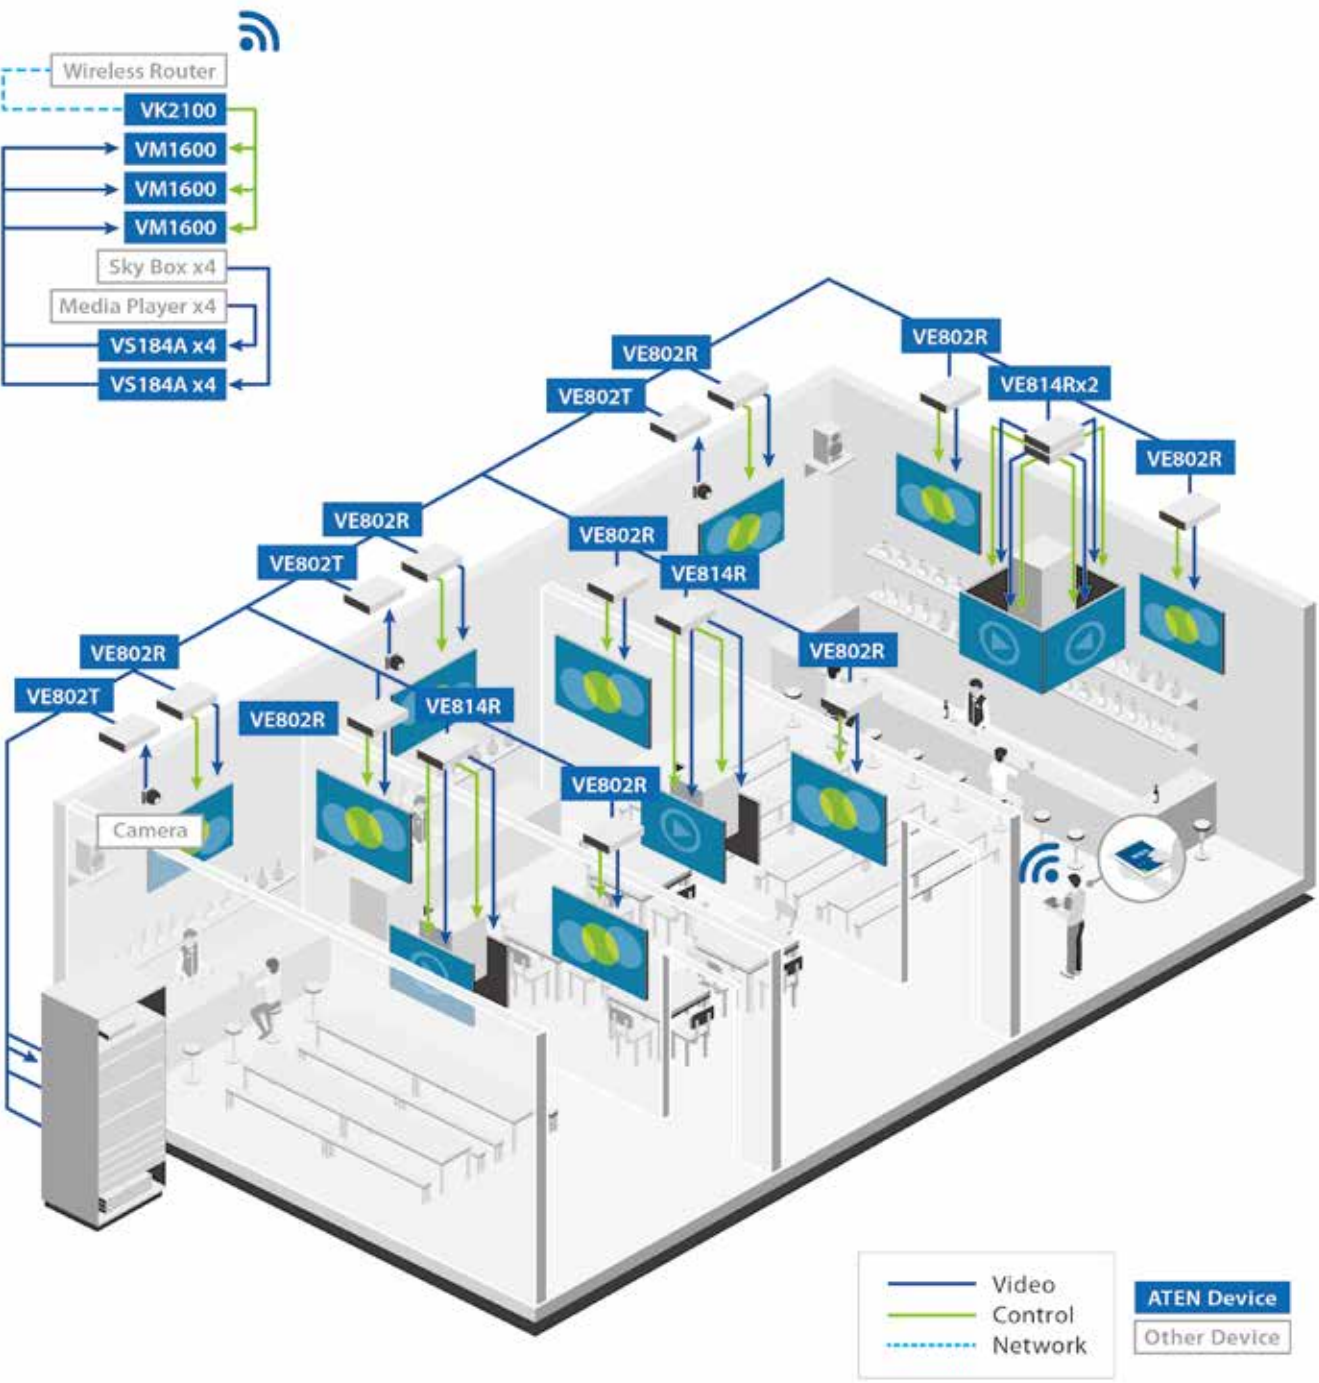 Wireless Router
VK2100
VM1600
VM1600
VM1600
Sky Box x4
Media Player x4
VS184A x4
VS184A x4
VE802R
VE802R
VE814Rx2
VE802T
VE802R
VE802R
VE802R
VE802T
VE814R
VE802R
VE802R
VE802T
VE802R
VE814R
VE802R
Camera
Video
Control
Network
ATEN Device
Other Device